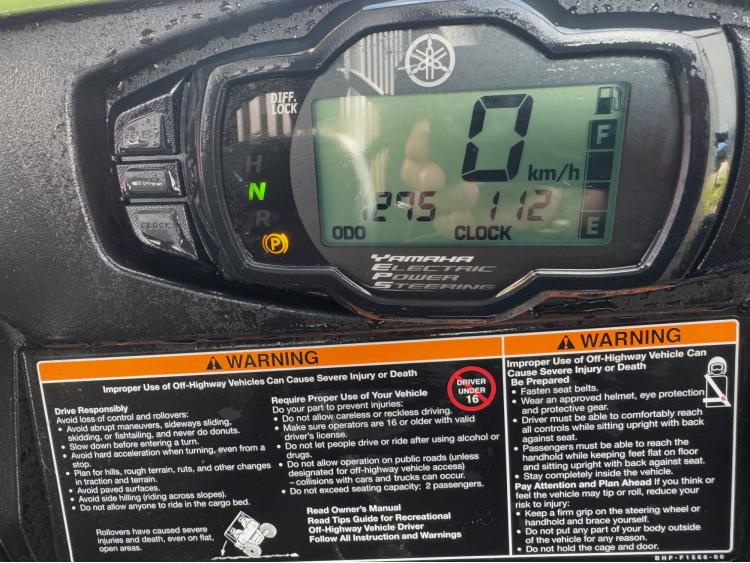 DIFF.
LOCK
H
N
R
P
SELECT
CLOCK
0
km/h
F
E
1295
1 12
ODO
CLOCK
YAMAHA
ELECTRIC
POWER
STEERING
WARNING
Improper Use of Off-Highway Vehicles Can Cause Severe Injury or Death
Drive Responsibly
Avoid loss of control and rollovers:
• Avoid abrupt maneuvers, sideways sliding,
skidding, or fishtailing, and never do donuts.
• Slow down before entering a turn.
• Avoid hard acceleration when turning, even from a
stop.
• Plan for hills, rough terrain, ruts, and other changes
in traction and terrain.
• Avoid paved surfaces.
• Avoid side hilling (riding across slopes).
• Do not allow anyone to ride in the cargo bed.
Rollovers have caused severe
injuries and death, even on flat,
open areas.
Require Proper Use of Your Vehicle
Do your part to prevent injuries:
• Do not allow careless or reckless driving.
• Make sure operators are 16 or older with valid
driver's license.
• Do not let people drive or ride after using alcohol or
drugs.
• Do not allow operation on public roads (unless
designated for off-highway vehicle access)
– collisions with cars and trucks can occur.
• Do not exceed seating capacity: 2 passengers.
DRIVER
UNDER
16
Read Owner's Manual
Read Tips Guide for Recreational
Off-Highway Vehicle Driver
Follow All Instruction and Warnings
WARNING
Improper Use of Off-Highway Vehicle Can
Cause Severe Injury or Death
Be Prepared
• Fasten seat belts.
• Wear an approved helmet, eye protection
and protective gear.
• Driver must be able to comfortably reach
all controls while sitting upright with back
against seat.
• Passengers must be able to reach the
handhold while keeping feet flat on floor
and sitting upright with back against seat.
• Stay completely inside the vehicle.
Pay Attention and Plan Ahead If you think or
feel the vehicle may tip or roll, reduce your
risk to injury:
• Keep a firm grip on the steering wheel or
handhold and brace yourself.
• Do not put any part of your body outside
of the vehicle for any reason.
• Do not hold the cage and door.
BHF-F1568-00